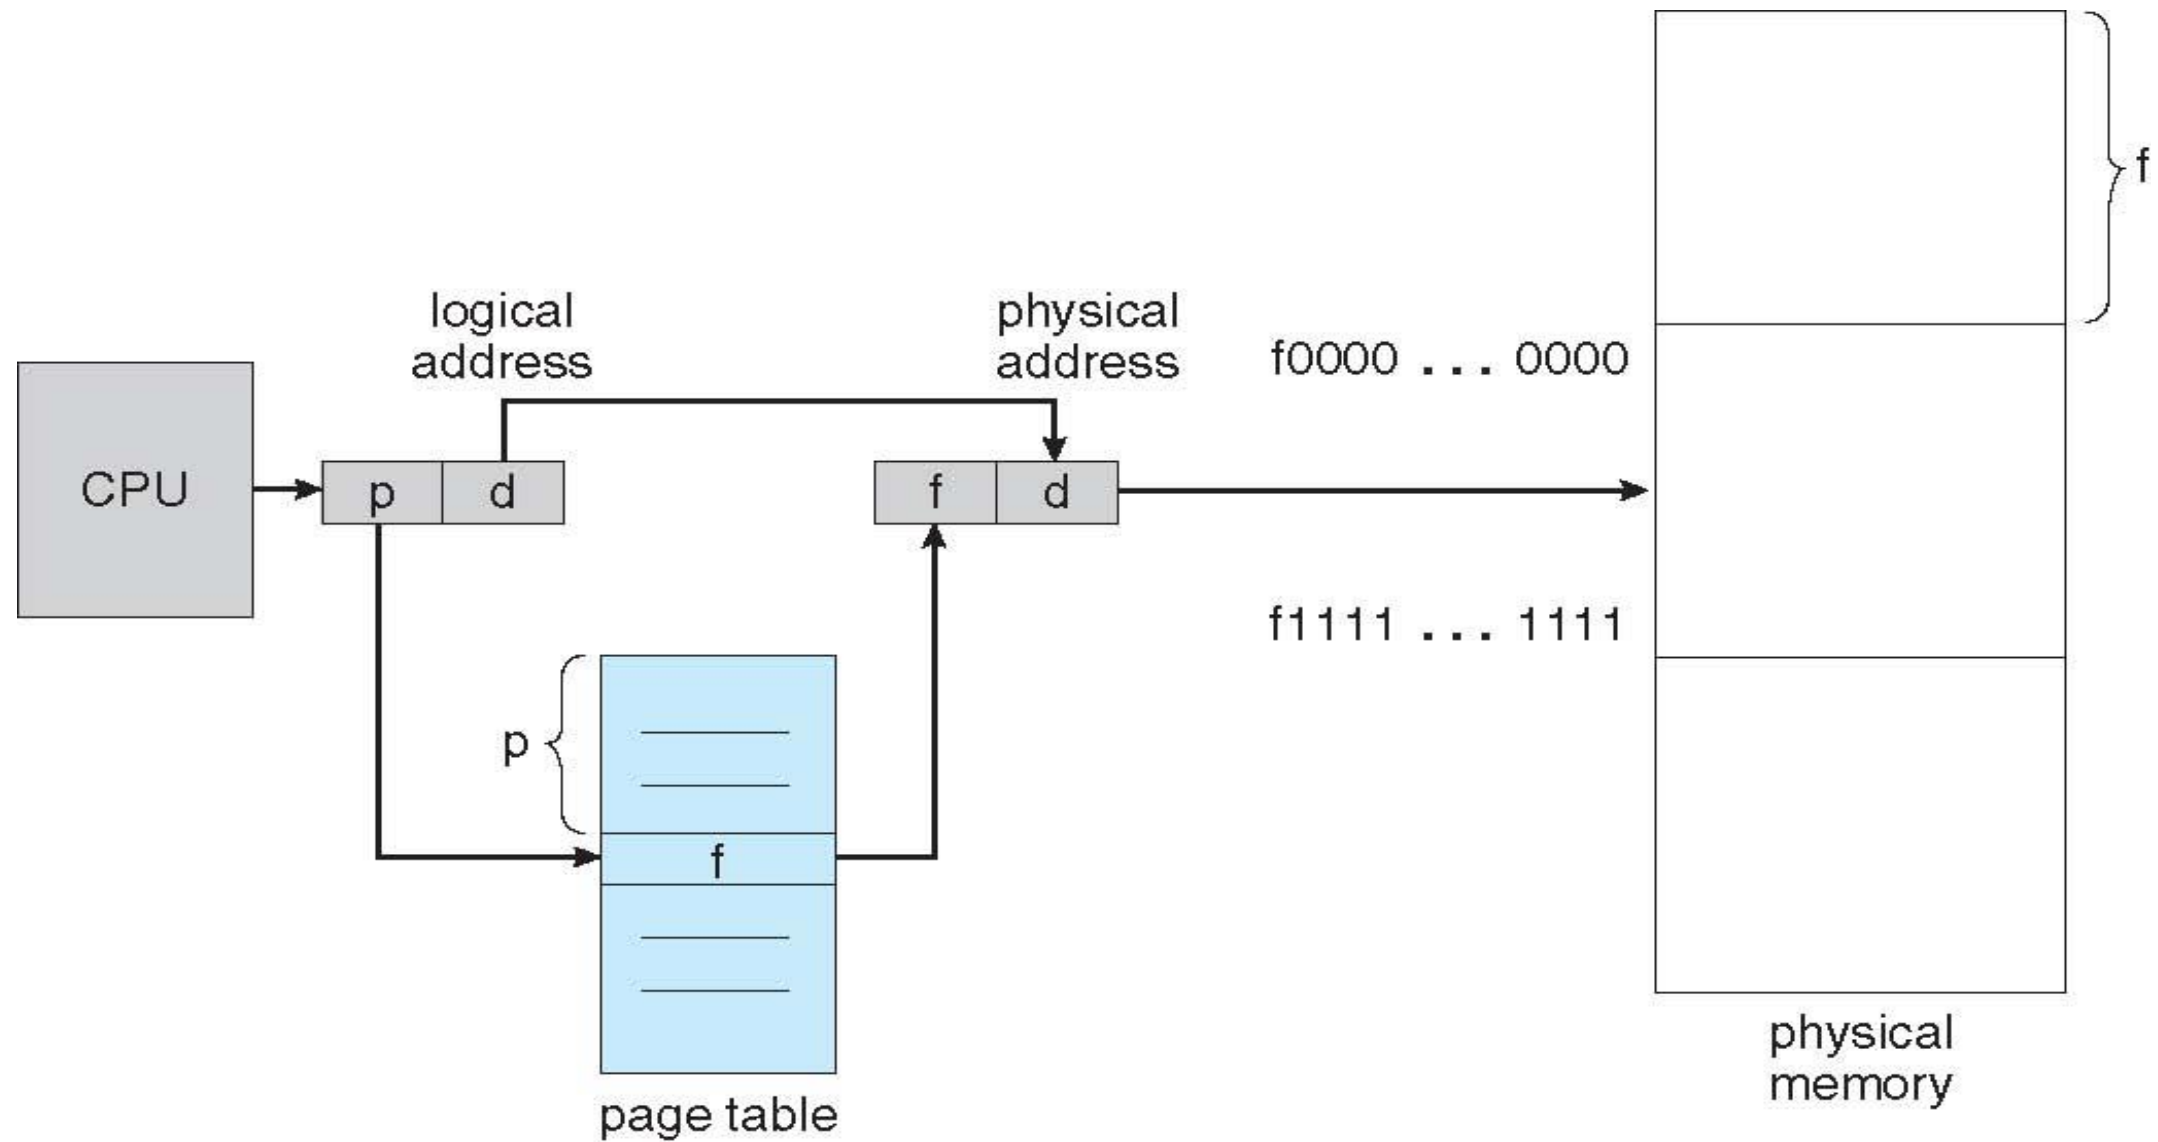 f
logical
address
physical
address
f0000 ... 0000
CPU
p
d
f
d
f1111 ... 1111
p
f
physical
memory
page table